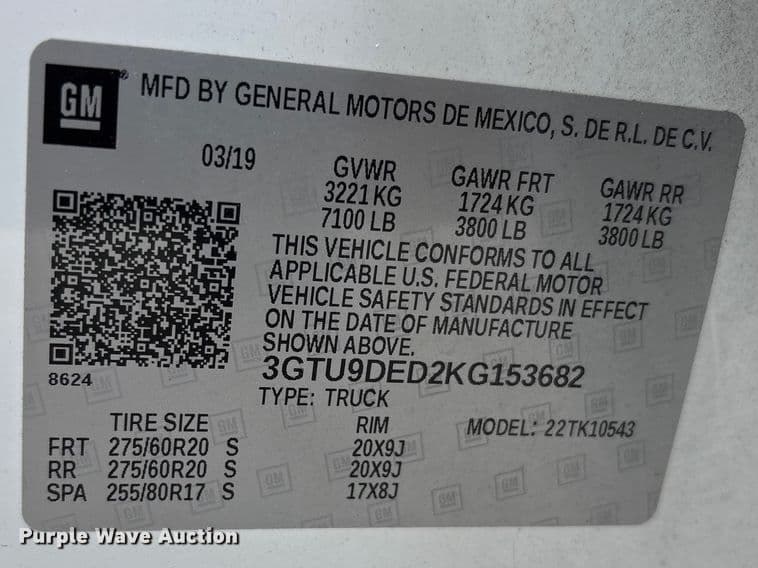 GM
MFD BY GENERAL MOTORS DE MEXICO, S. DE R.L. DE C.V.
03/19
GVWR
3221 KG
7100 LB
GAWR FRT
1724 KG
3800 LB
GAWR RR
1724 KG
3800 LB
THIS VEHICLE CONFORMS TO ALL
APPLICABLE U.S. FEDERAL MOTOR
VEHICLE SAFETY STANDARDS IN EFFECT
ON THE DATE OF MANUFACTURE
SHOWN ABOVE.
8624
3GTU9DED2KG153682
TYPE: TRUCK
MODEL: 22TK10543
TIRE SIZE RIM
FRT 275/60R20 S 20X9J
RR 275/60R20 S 20X9J
SPA 255/80R17 S 17X8J
Purple Wave Auction